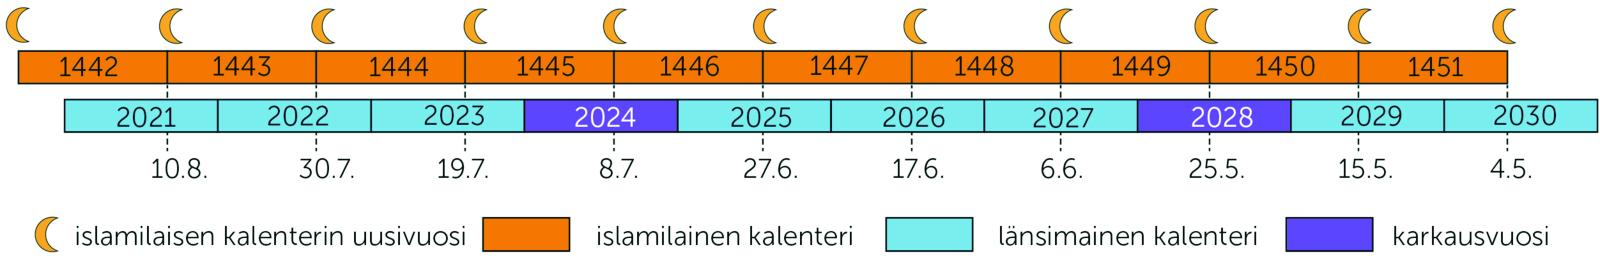 1442 1443 1444 1445 1446 1447 1448 1449 1450 1451
2021 2022 2023 2024 2025 2026 2027 2028 2029 2030
10.8. 30.7. 19.7. 8.7. 27.6. 17.6. 6.6. 25.5. 15.5. 4.5.
islamilaisen kalenterin uusivuosi islamilainen kalenteri länsimainen kalenteri karkausvuosi